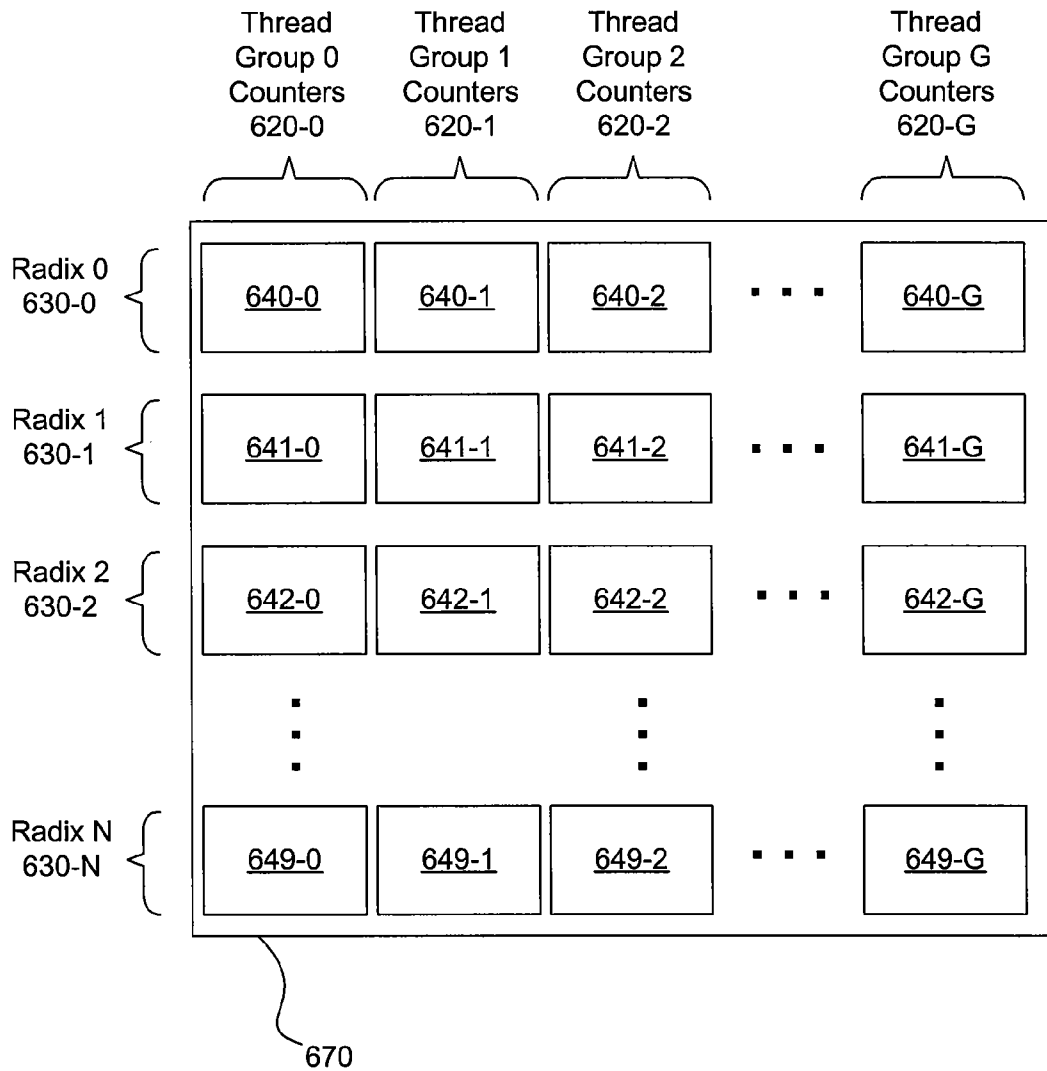 Thread Group 0 Counters 620-0
Thread Group 1 Counters 620-1
Thread Group 2 Counters 620-2
Thread Group G Counters 620-G
Radix 0
630-0
640-0 640-1 640-2 640-G
Radix 1
630-1
641-0 641-1 641-2 641-G
Radix 2
630-2
642-0 642-1 642-2 642-G
Radix N
630-N
649-0 649-1 649-2 649-G
670